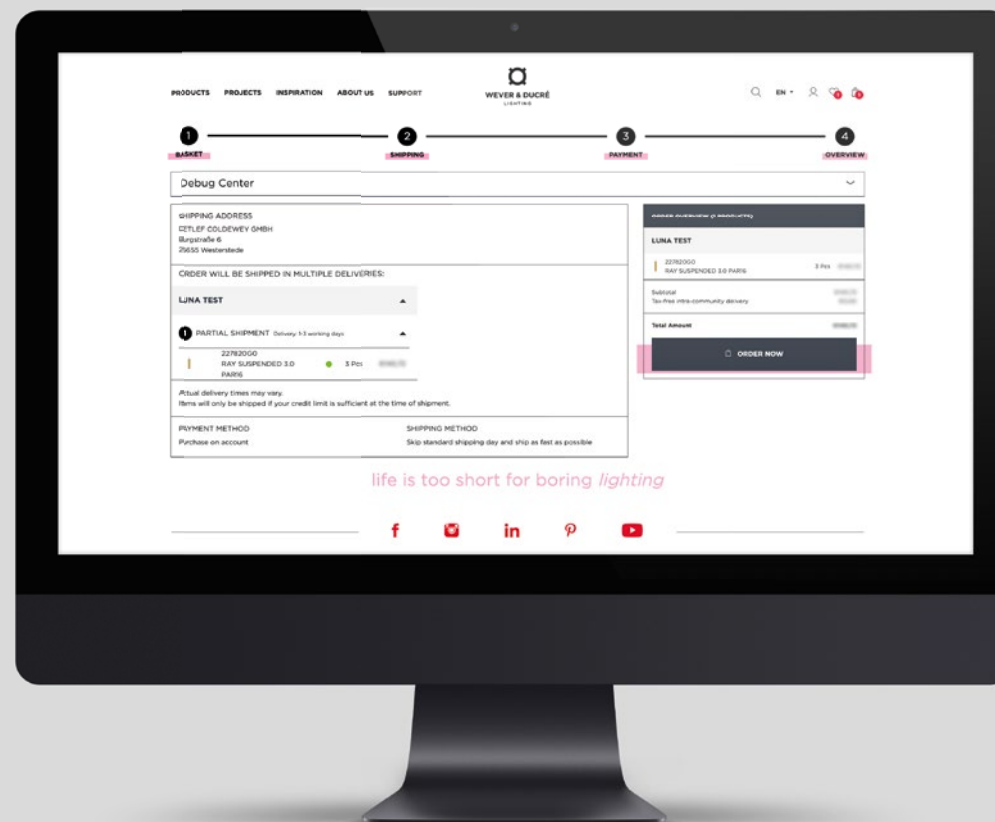 PRODUCTS PROJECTS INSPIRATION ABOUT US SUPPORT
WEVER & DUCRÉ
LIGHTING
EN
1 2 3 4
BASKET SHIPPING PAYMENT OVERVIEW
Debug Center
SHIPPING ADDRESS
DETLEF COLDEWEY GMBH
Burgstraße 6
Westerstede
ORDER WILL BE SHIPPED IN MULTIPLE DELIVERIES:
LUNA TEST
1 PARTIAL SHIPMENT Delivery: 1-3 working days
22782OG0
RAY SUSPENDED 3.0
PAR16
3 Pcs
Actual delivery times may vary.
Items will only be shipped if your credit limit is sufficient at the time of shipment.
PAYMENT METHOD
Purchase on account
SHIPPING METHOD
Skip standard shipping day and ship as fast as possible
ORDER OVERVIEW
LUNA TEST
22782OG0
RAY SUSPENDED 3.0 PAR16
3 Pcs
Subtotal
Tax-free intra-community delivery
Total Amount
ORDER NOW
life is too short for boring lighting